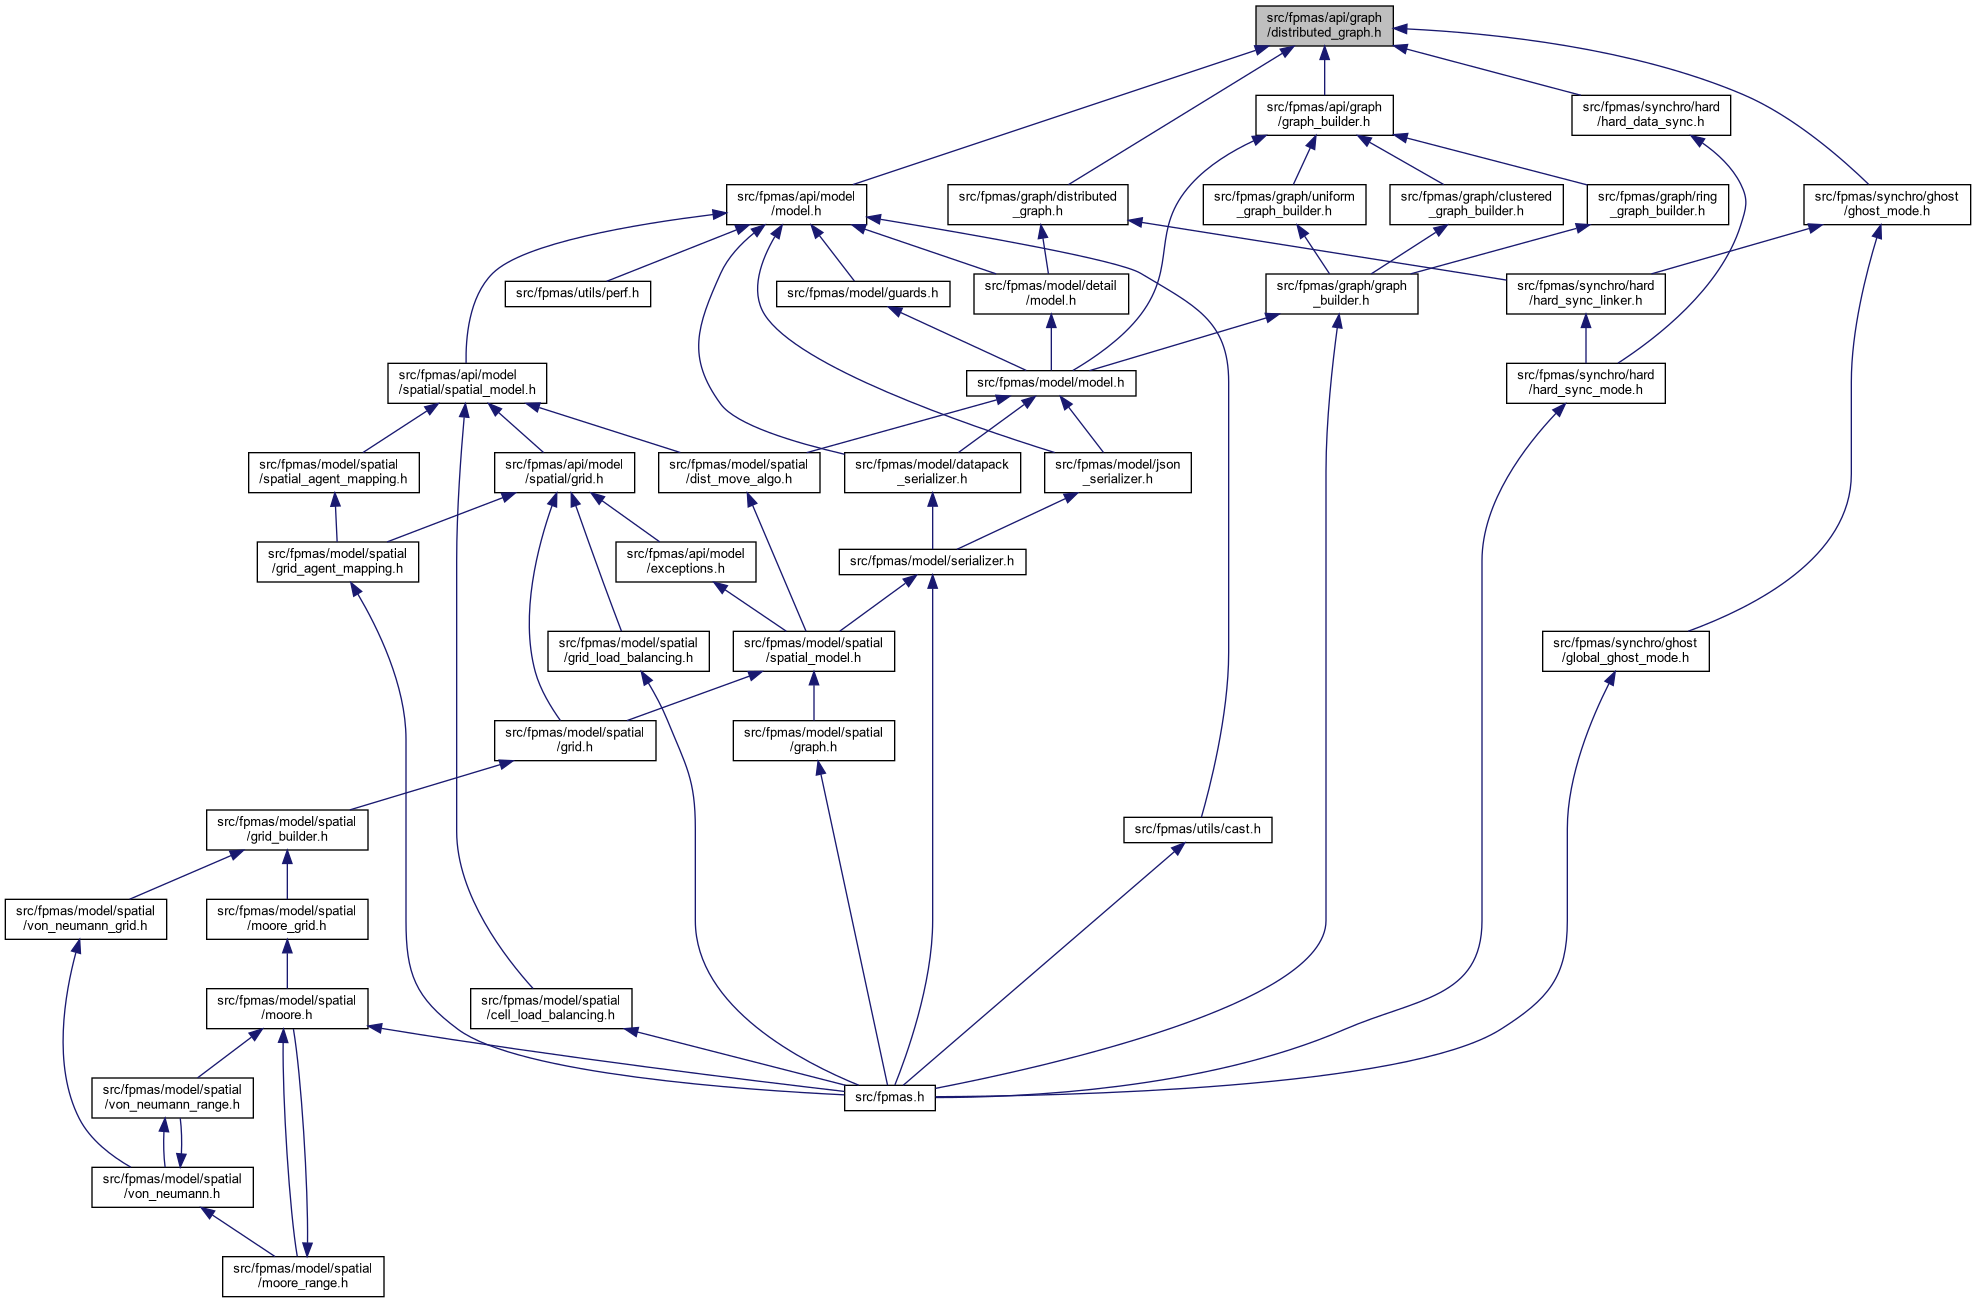 src/fpmas/api/graph
/distributed_graph.h
src/fpmas/api/graph
/graph_builder.h
src/fpmas/synchro/hard
/hard_data_sync.h
src/fpmas/api/model
/model.h
src/fpmas/graph/distributed
_graph.h
src/fpmas/graph/uniform
_graph_builder.h
src/fpmas/graph/clustered
_graph_builder.h
src/fpmas/graph/ring
_graph_builder.h
src/fpmas/synchro/ghost
/ghost_mode.h
src/fpmas/utils/perf.h
src/fpmas/model/guards.h
src/fpmas/model/detail
/model.h
src/fpmas/graph/graph
_builder.h
src/fpmas/synchro/hard
/hard_sync_linker.h
src/fpmas/api/model
/spatial/spatial_model.h
src/fpmas/model/model.h
src/fpmas/synchro/hard
/hard_sync_mode.h
src/fpmas/model/spatial
/spatial_agent_mapping.h
src/fpmas/api/model
/spatial/grid.h
src/fpmas/model/spatial
/dist_move_algo.h
src/fpmas/model/datapack
_serializer.h
src/fpmas/model/json
_serializer.h
src/fpmas/model/spatial
/grid_agent_mapping.h
src/fpmas/api/model
/exceptions.h
src/fpmas/model/serializer.h
src/fpmas/model/spatial
/grid_load_balancing.h
src/fpmas/model/spatial
/spatial_model.h
src/fpmas/synchro/ghost
/global_ghost_mode.h
src/fpmas/model/spatial
/grid.h
src/fpmas/model/spatial
/graph.h
src/fpmas/model/spatial
/grid_builder.h
src/fpmas/utils/cast.h
src/fpmas/model/spatial
/von_neumann_grid.h
src/fpmas/model/spatial
/moore_grid.h
src/fpmas/model/spatial
/moore.h
src/fpmas/model/spatial
/cell_load_balancing.h
src/fpmas/model/spatial
/von_neumann_range.h
src/fpmas.h
src/fpmas/model/spatial
/von_neumann.h
src/fpmas/model/spatial
/moore_range.h